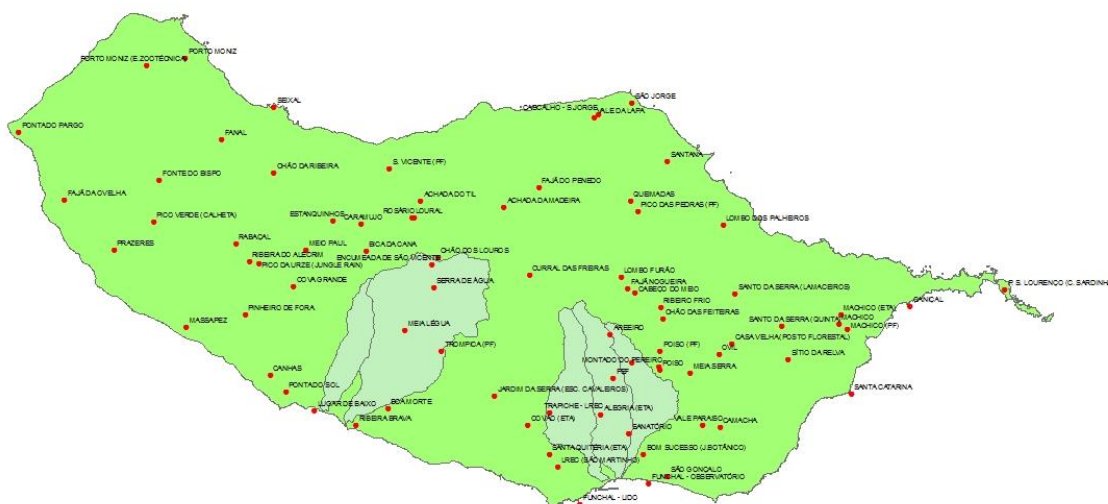 PORTO MONIZ
PORTO MONIZ (E.ZOOTÉCNICA)
SEIXAL
SÃO JORGE
CASCALHO - S.JORGE
VALE DA LAPA
PONTA DO PARGO
FANAL
SANTANA
CHÃO DA RIBEIRA
S. VICENTE (PF)
FONTE DO BISPO
FAJÃ DO PENEDO
FAJÃ DA OVELHA
ACHADA DO TIL
QUEIMADAS
ACHADA DA MADEIRA
PICO DAS PEDRAS (PF)
PICO VERDE (CALHETA)
ESTANQUINHOS
CARAMUJO
ROSÁRIO
LOURAL
LOMBO DOS PALHEIROS
PRAZERES
RABAÇAL
MEIO PAUL
BICA DA CANA
CHÃO DOS LOUROS
RIBEIRA DO ALECRIM
ENCUMEADA DE SÃO VICENTE
PICO DA URZE (JUNGLE RAIN)
CURRAL DAS FREIRAS
LOMBO FURÃO
COVA GRANDE
SERRA DE ÁGUA
FAJÃ NOGUEIRA
CABEÇO DO MEIO
SANTO DA SERRA (LAMACEIROS)
P. S. LOURENÇO (C. SARDINH
CANIÇAL
RIBEIRO FRIO
MACHICO (ETA)
PINHEIRO DE FORA
CHÃO DAS FEITEIRAS
MACHICO
SANTO DA SERRA (QUINTA)
MASSAPEZ
MEIA LÉGUA
AREEIRO
MACHICO (PF)
CASA VELHA (POSTO FLORESTAL)
TROMPICA (PF)
POISO (PF)
OVIL
MONTADO DO PEREIRO
SÍTIO DA RELVA
POISO
MEIA SERRA
CANHAS
PEF
PONTA DO SOL
JARDIM DA SERRA (ESC. CAVALEIROS)
SANTA CATARINA
LUGAR DE BAIXO
BOA MORTE
TRAPICHE - LREC
ALEGRIA (ETA)
RIBEIRA BRAVA
COVÃO (ETA)
VALE PARAISO
CAMACHA
SANATÓRIO
SANTA QUITÉRIA (ETA)
BOM SUCESSO (J.BOTÂNICO)
LREC (SÃO MARTINHO)
SÃO GONÇALO
FUNCHAL - OBSERVATÓRIO
FUNCHAL - LIDO